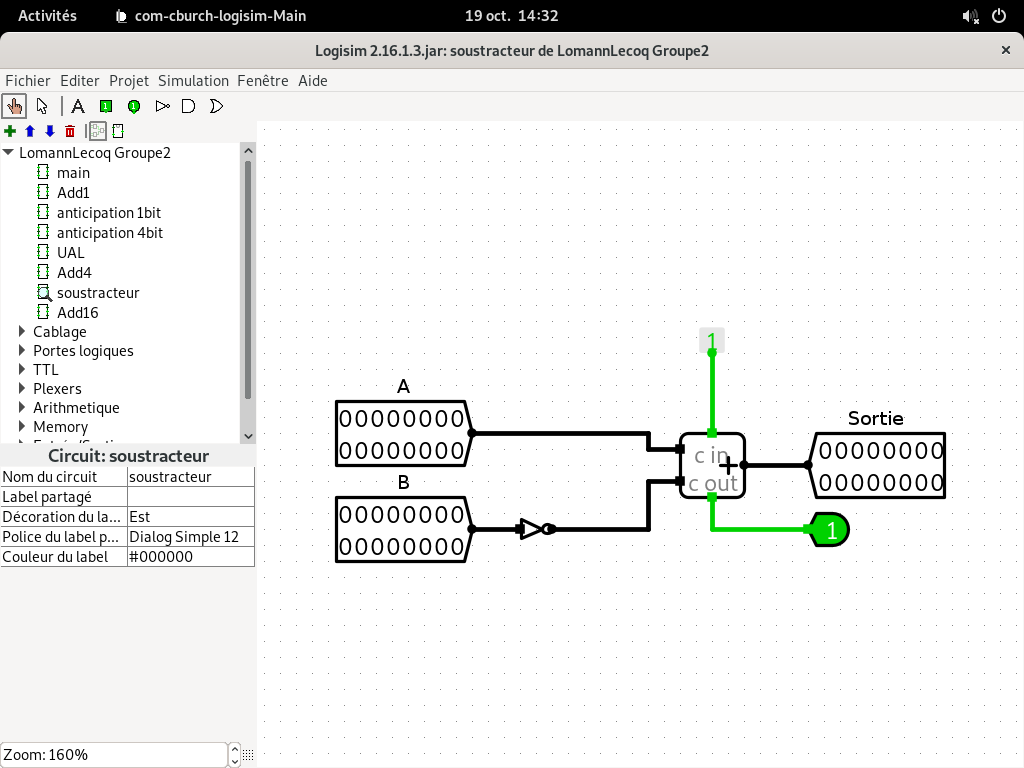 Activités com-cburch-logisim-Main 19 oct. 14:32
Logisim 2.16.1.3.jar: soustracteur de LomannLecoq Groupe2 ×
Fichier Editer Projet Simulation Fenêtre Aide
A 1 1
LomannLecoq Groupe2
main
Add1
anticipation 1bit
anticipation 4bit
UAL
Add4
soustracteur
Add16
Cablage
Portes logiques
TTL
Plexers
Arithmetique
Memory
Circuit: soustracteur
Nom du circuit soustracteur
Label partagé
Décoration du la... Est
Police du label p... Dialog Simple 12
Couleur du label #000000
Zoom: 160%
1
A
00000000
00000000
B
00000000
00000000
c in
+
c out
Sortie
00000000
00000000
1